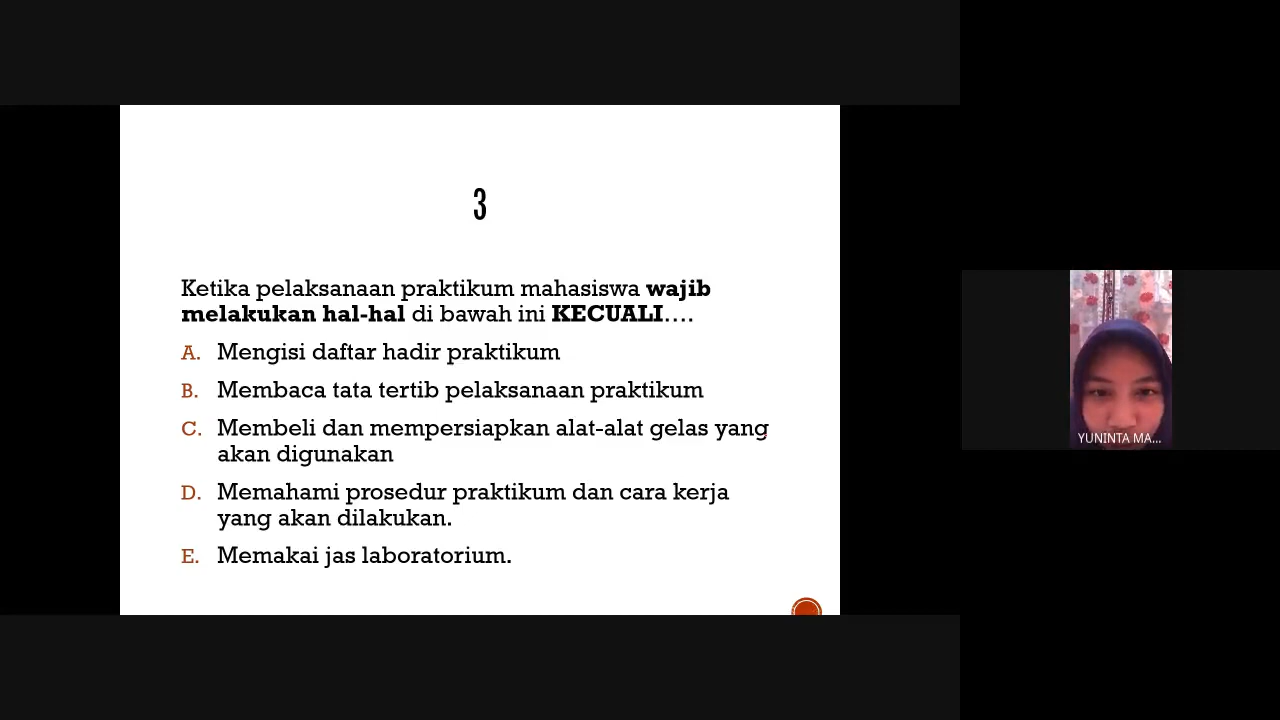 3
Ketika pelaksanaan praktikum mahasiswa wajib
melakukan hal-hal di bawah ini KECUALI....
A. Mengisi daftar hadir praktikum
B. Membaca tata tertib pelaksanaan praktikum
C. Membeli dan mempersiapkan alat-alat gelas yang
akan digunakan
D. Memahami prosedur praktikum dan cara kerja
yang akan dilakukan.
E. Memakai jas laboratorium.
YUNINTA MA...